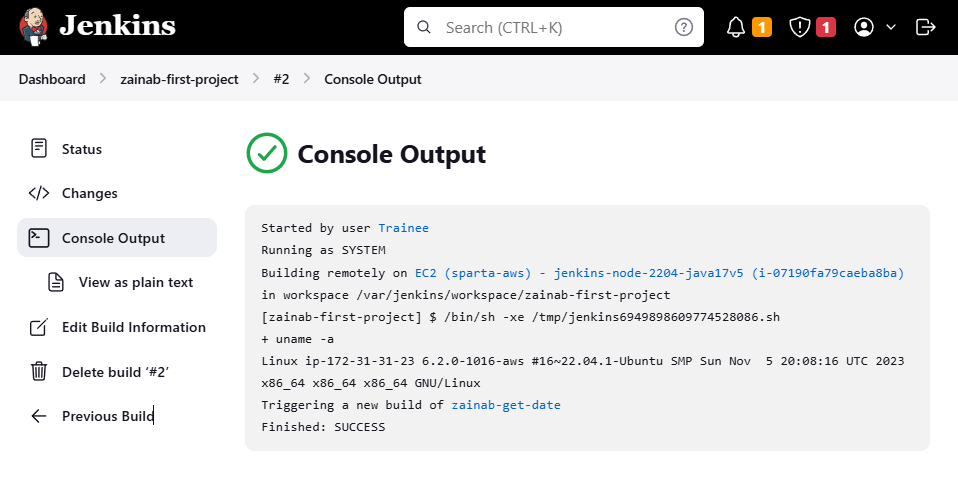 Jenkins
Search (CTRL+K)
?
1
1
Dashboard > zainab-first-project > #2 > Console Output
Status
Changes
Console Output
View as plain text
Edit Build Information
Delete build ‘#2’
Previous Build
Console Output
Started by user Trainee
Running as SYSTEM
Building remotely on EC2 (sparta-aws) - jenkins-node-2204-java17v5 (i-07190fa79caeba8ba)
in workspace /var/jenkins/workspace/zainab-first-project
[zainab-first-project] $ /bin/sh -xe /tmp/jenkins6949898609774528086.sh
+ uname -a
Linux ip-172-31-31-23 6.2.0-1016-aws #16~22.04.1-Ubuntu SMP Sun Nov  5 20:08:16 UTC 2023
x86_64 x86_64 x86_64 GNU/Linux
Triggering a new build of zainab-get-date
Finished: SUCCESS